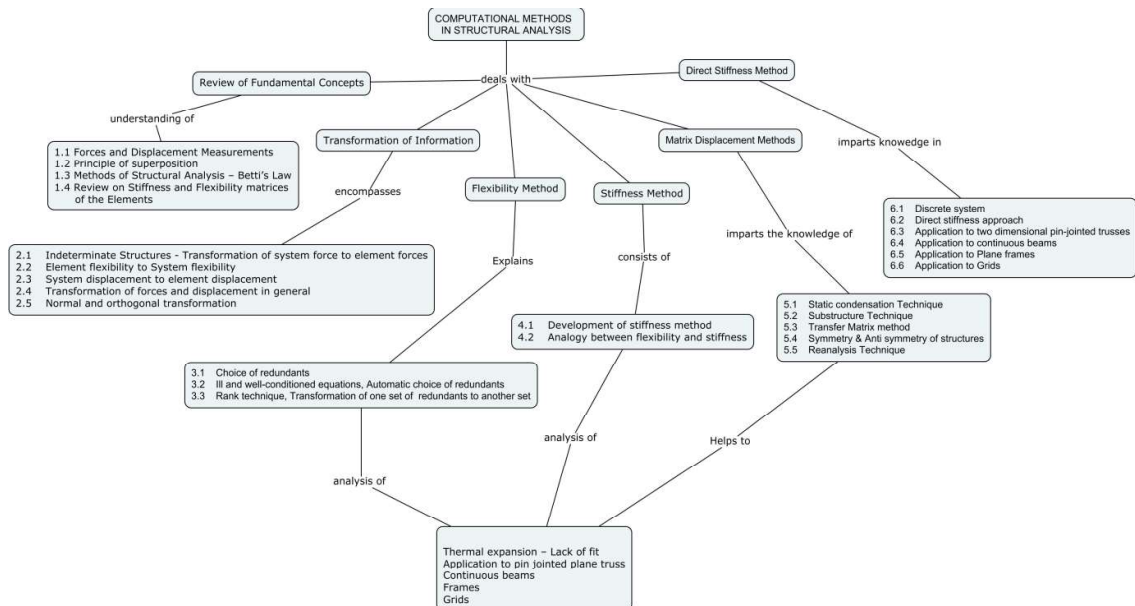 COMPUTATIONAL METHODS
IN STRUCTURAL ANALYSIS
deals with
Direct Stiffness Method
Review of Fundamental Concepts
understanding of
Transformation of Information
Matrix Displacement Methods
imparts knowedge in
1.1 Forces and Displacement Measurements
1.2 Principle of superposition
1.3 Methods of Structural Analysis – Betti's Law
1.4 Review on Stiffness and Flexibility matrices
of the Elements
encompasses
Flexibility Method
Stiffness Method
6.1 Discrete system
6.2 Direct stiffness approach
6.3 Application to two dimensional pin-jointed trusses
6.4 Application to continuous beams
6.5 Application to Plane frames
6.6 Application to Grids
imparts the knowledge of
2.1 Indeterminate Structures - Transformation of system force to element forces
2.2 Element flexibility to System flexibility
2.3 System displacement to element displacement
2.4 Transformation of forces and displacement in general
2.5 Normal and orthogonal transformation
Explains
consists of
5.1 Static condensation Technique
5.2 Substructure Technique
5.3 Transfer Matrix method
5.4 Symmetry & Anti symmetry of structures
5.5 Reanalysis Technique
4.1 Development of stiffness method
4.2 Analogy between flexibility and stiffness
3.1 Choice of redundants
3.2 Ill and well-conditioned equations, Automatic choice of redundants
3.3 Rank technique, Transformation of one set of redundants to another set
analysis of
Helps to
analysis of
Thermal expansion – Lack of fit
Application to pin jointed plane truss
Continuous beams
Frames
Grids